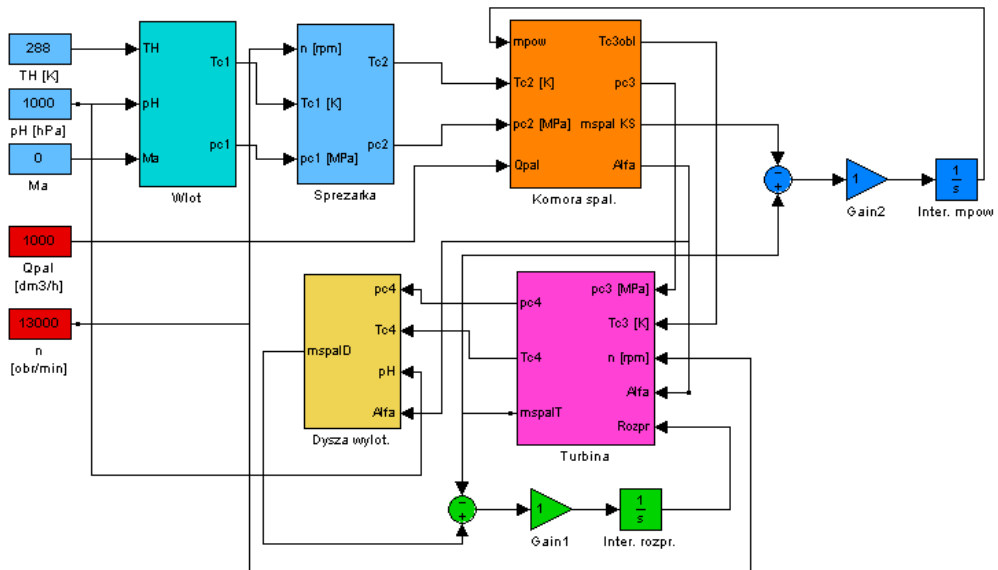 288
TH [K]
1000
pH [hPa]
0
Ma
1000
Qpal
[dm3/h]
13000
n
[obr/min]
TH
pH
Ma
Tc1
pc1
Wlot
n [rpm]
Tc1 [K]
pc1 [MPa]
Tc2
pc2
Sprezarka
mpow
Tc2 [K]
pc2 [MPa]
Qpal
Tc3obl
pc3
mspal KS
Alfa
Komora spal.
−
+
1
Gain2
1
s
Inter. mpow
mspalD
pc4
Tc4
pH
Alfa
Dysza wylot.
pc4
Tc4
mspalT
pc3 [MPa]
Tc3 [K]
n [rpm]
Alfa
Rozpr
Turbina
−
+
1
Gain1
1
s
Inter. rozpr.